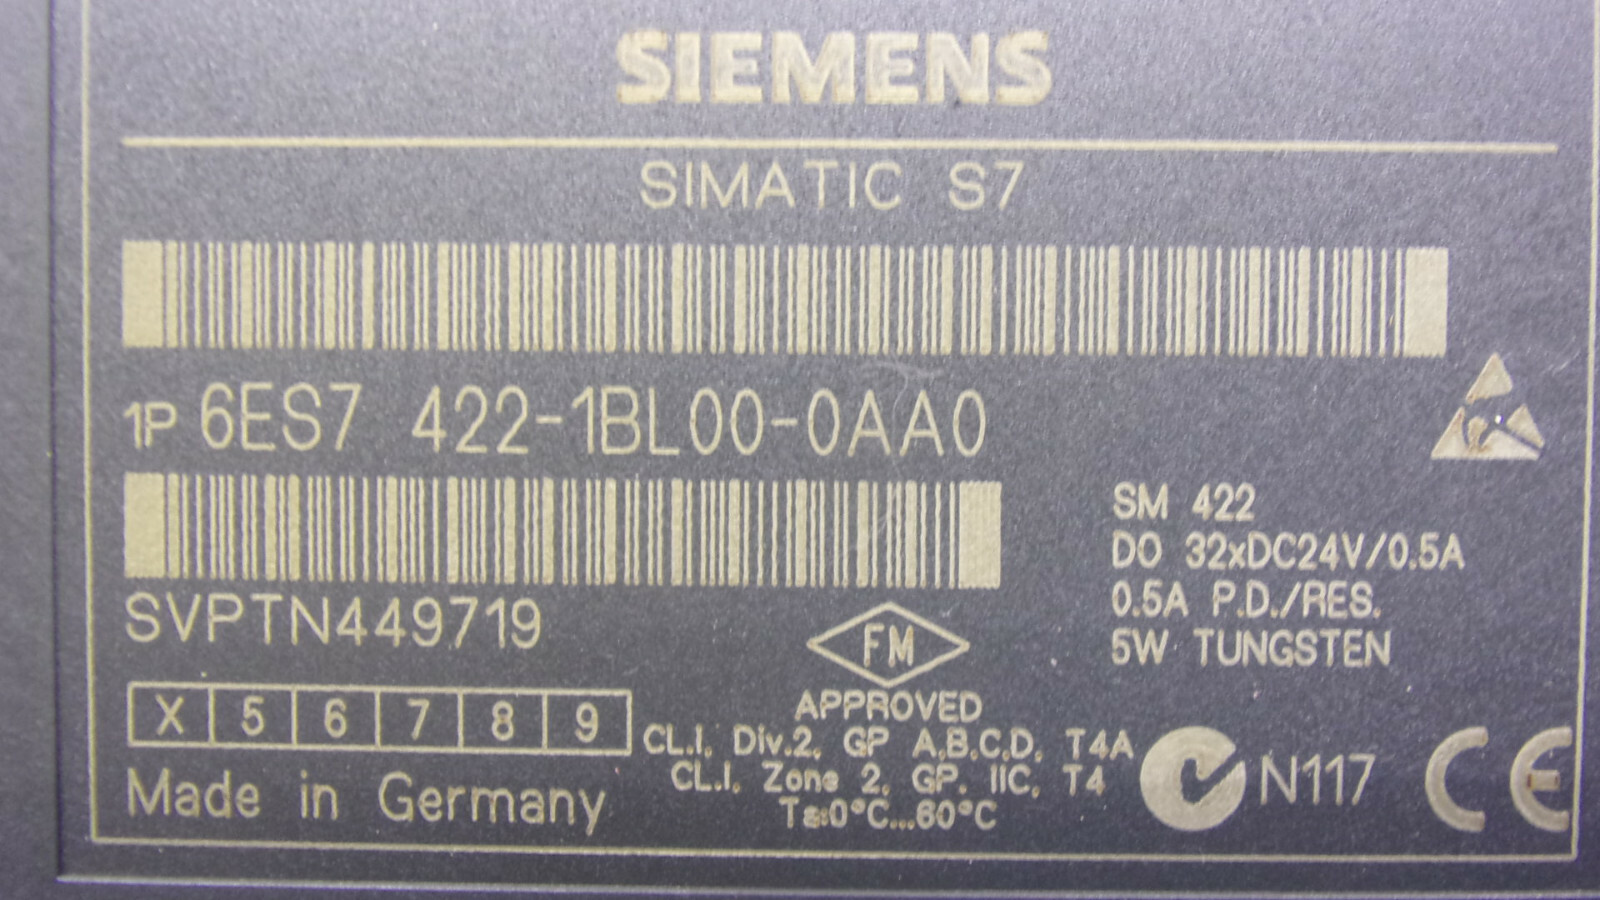 SIEMENS
SIMATIC S7
1P 6ES7 422-1BL00-0AA0
SVPTN449719
SM 422
DO 32xDC24V/0.5A
0.5A P.D./RES.
5W TUNGSTEN
FM
APPROVED
CL.I, Div.2, GP A,B,C,D, T4A
CL.I, Zone 2, GP. IIC, T4
Ta:0°C...60°C
X 5 6 7 8 9
Made in Germany
N117
CE